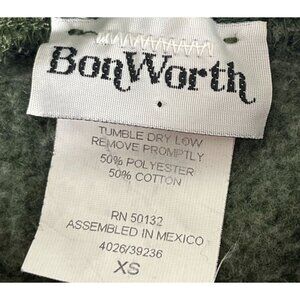 BonWorth
TUMBLE DRY LOW
REMOVE PROMPTLY
50% POLYESTER
50% COTTON
RN 50132
ASSEMBLED IN MEXICO
4026/39236
XS